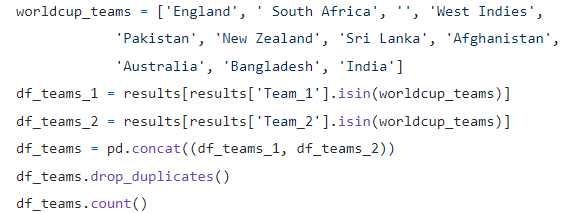 worldcup_teams = ['England', ' South Africa', '', 'West Indies',
'Pakistan', 'New Zealand', 'Sri Lanka', 'Afghanistan',
'Australia', 'Bangladesh', 'India']
df_teams_1 = results[results['Team_1'].isin(worldcup_teams)]
df_teams_2 = results[results['Team_2'].isin(worldcup_teams)]
df_teams = pd.concat((df_teams_1, df_teams_2))
df_teams.drop_duplicates()
df_teams.count()